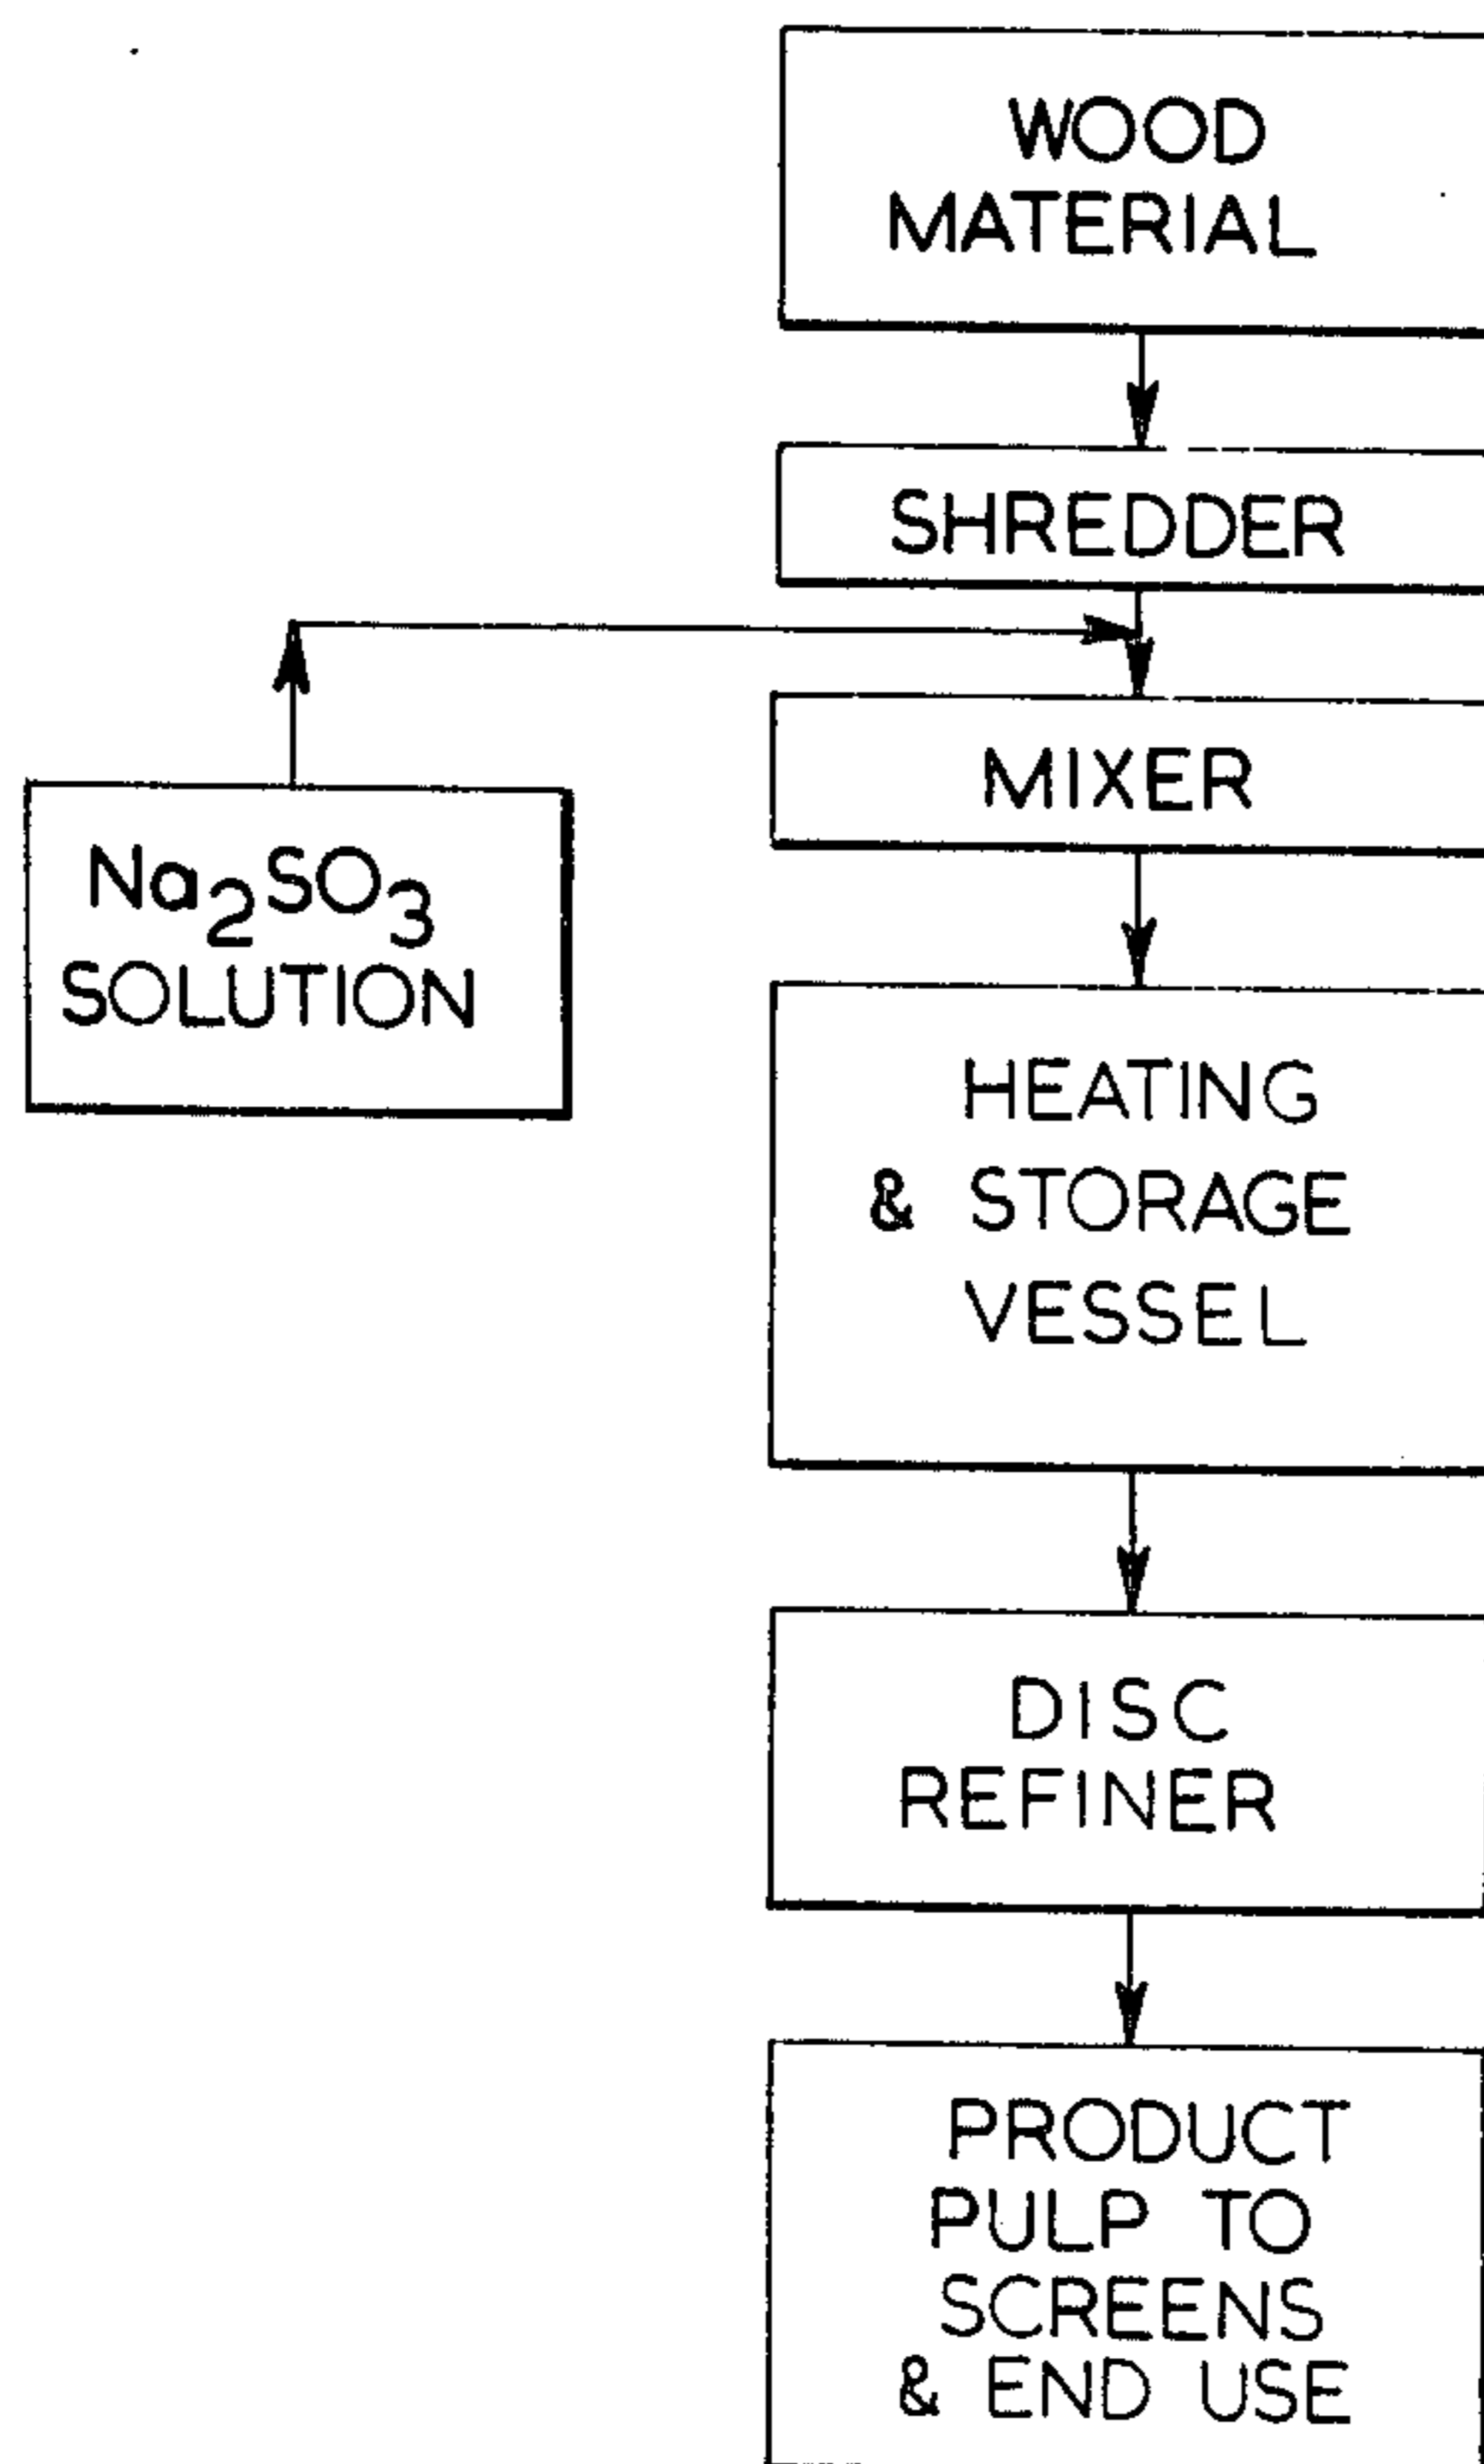 WOOD
MATERIAL
SHREDDER
MIXER
Na₂SO₃
SOLUTION
HEATING
& STORAGE
VESSEL
DISC
REFINER
PRODUCT
PULP TO
SCREENS
& END USE